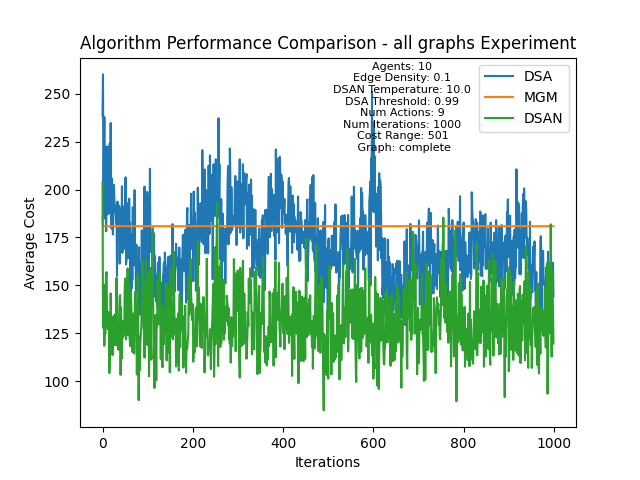 Algorithm Performance Comparison - all graphs Experiment
Agents: 10
Edge Density: 0.1
DSAN Temperature: 10.0
DSA Threshold: 0.99
Num Actions: 9
Num Iterations: 1000
Cost Range: 501
Graph: complete
DSA
MGM
DSAN
Average Cost
250
225
200
175
150
125
100
0
200
400
600
800
1000
Iterations